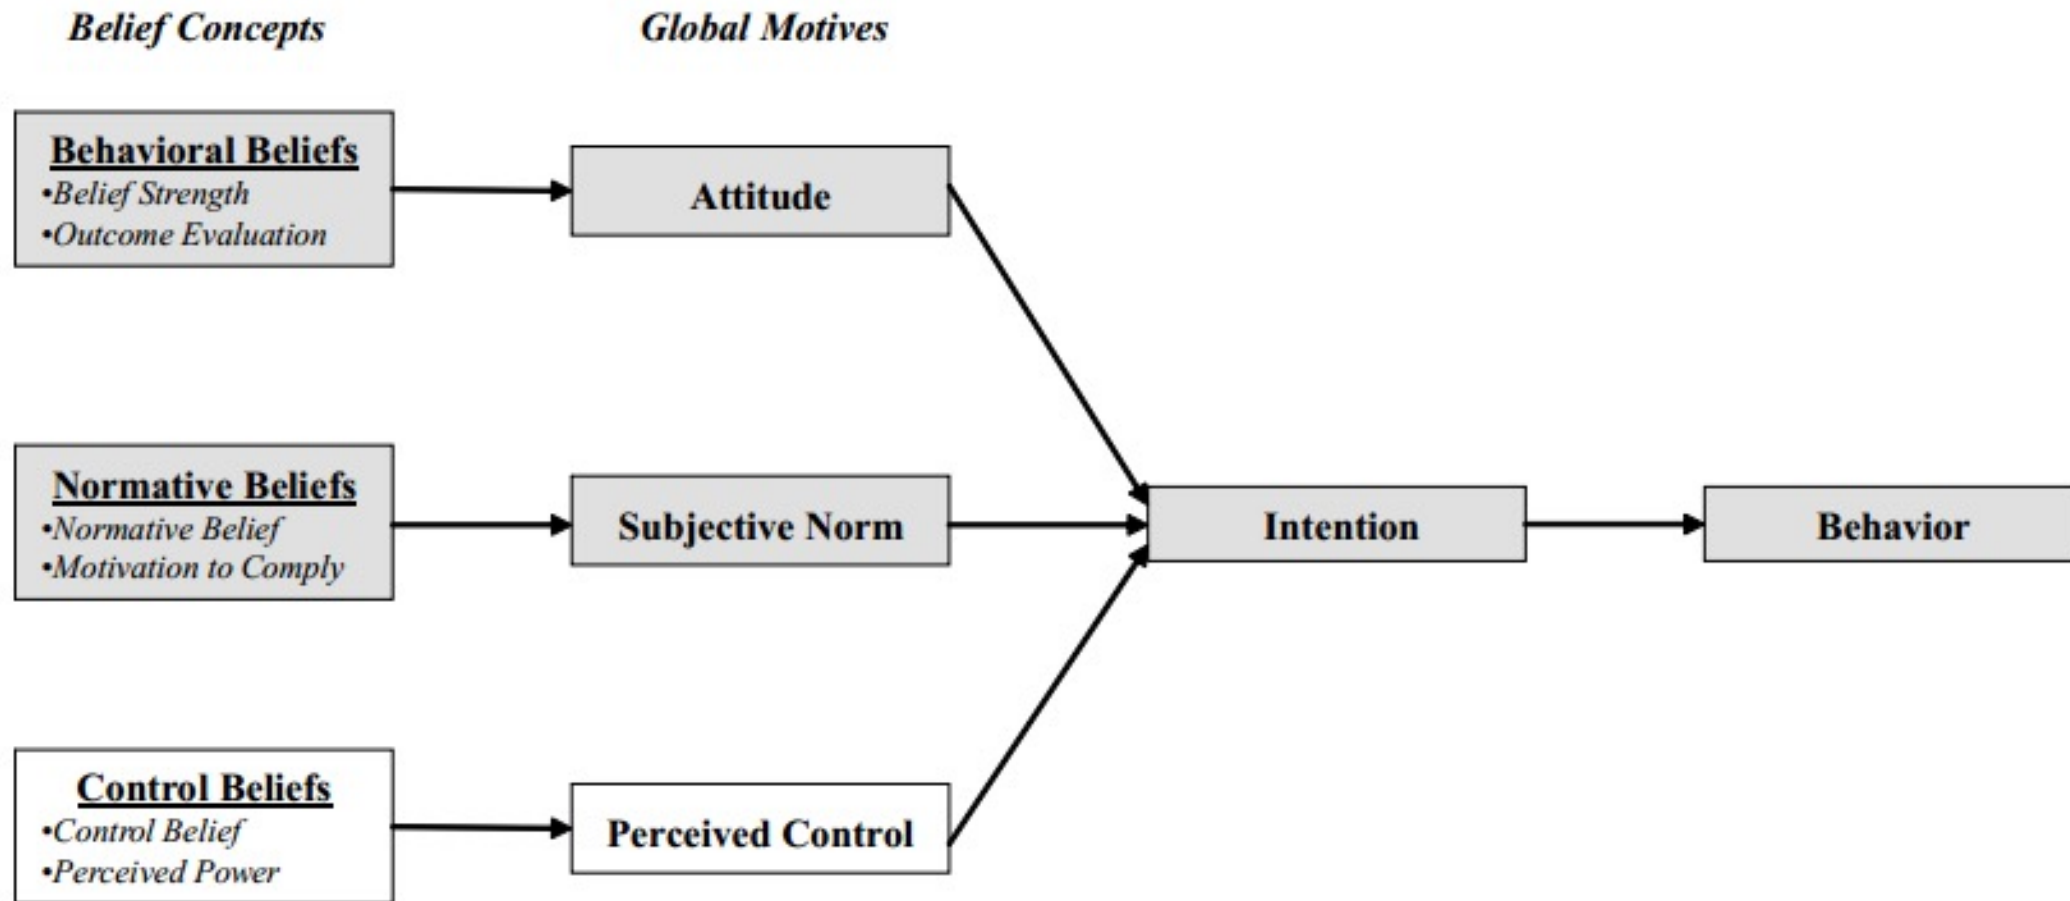 Belief Concepts
Global Motives
Behavioral Beliefs
•Belief Strength
•Outcome Evaluation
Attitude
Normative Beliefs
•Normative Belief
•Motivation to Comply
Subjective Norm
Intention
Behavior
Control Beliefs
•Control Belief
•Perceived Power
Perceived Control